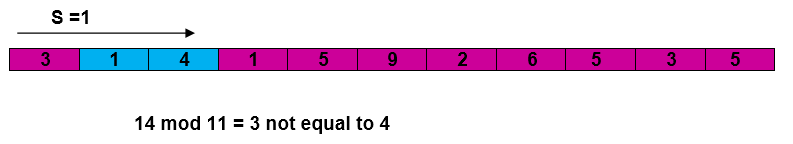 S =1
3 1 4 1 5 9 2 6 5 3 5
14 mod 11 = 3 not equal to 4